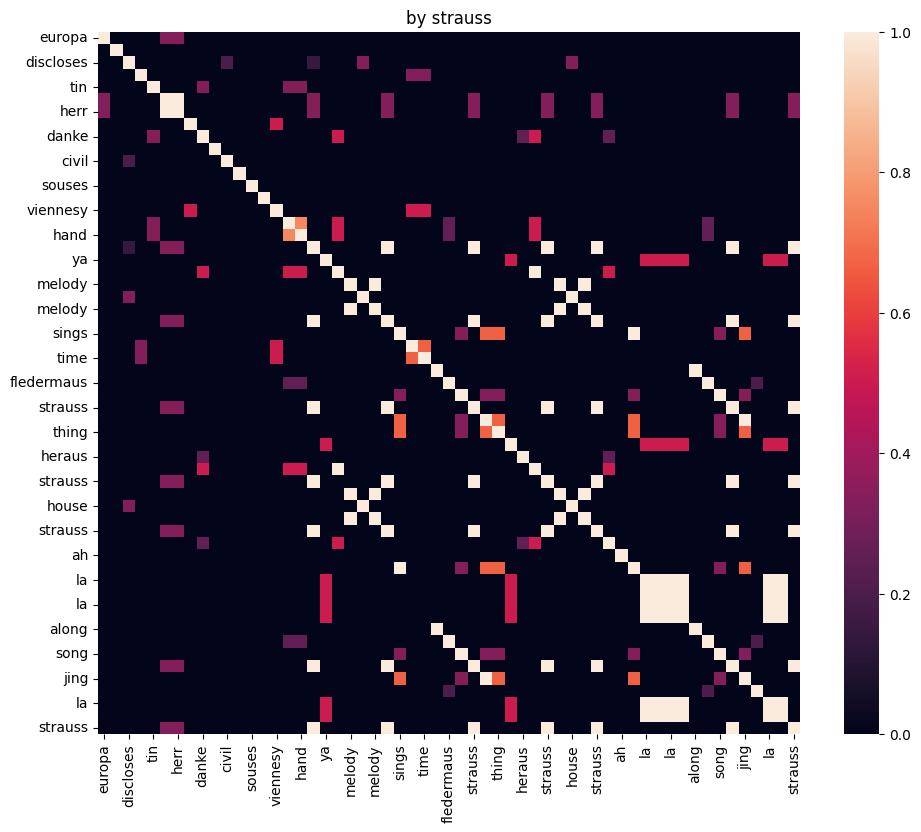 by strauss
europa
discloses
tin
herr
danke
civil
souses
viennesy
hand
ya
melody
melody
sings
time
fledermaus
strauss
thing
heraus
strauss
house
strauss
ah
la
la
along
song
jing
la
strauss
europa
discloses
tin
herr
danke
civil
souses
viennesy
hand
ya
melody
melody
sings
time
fledermaus
strauss
thing
heraus
strauss
house
strauss
ah
la
la
along
song
jing
la
strauss
1.0
0.8
0.6
0.4
0.2
0.0